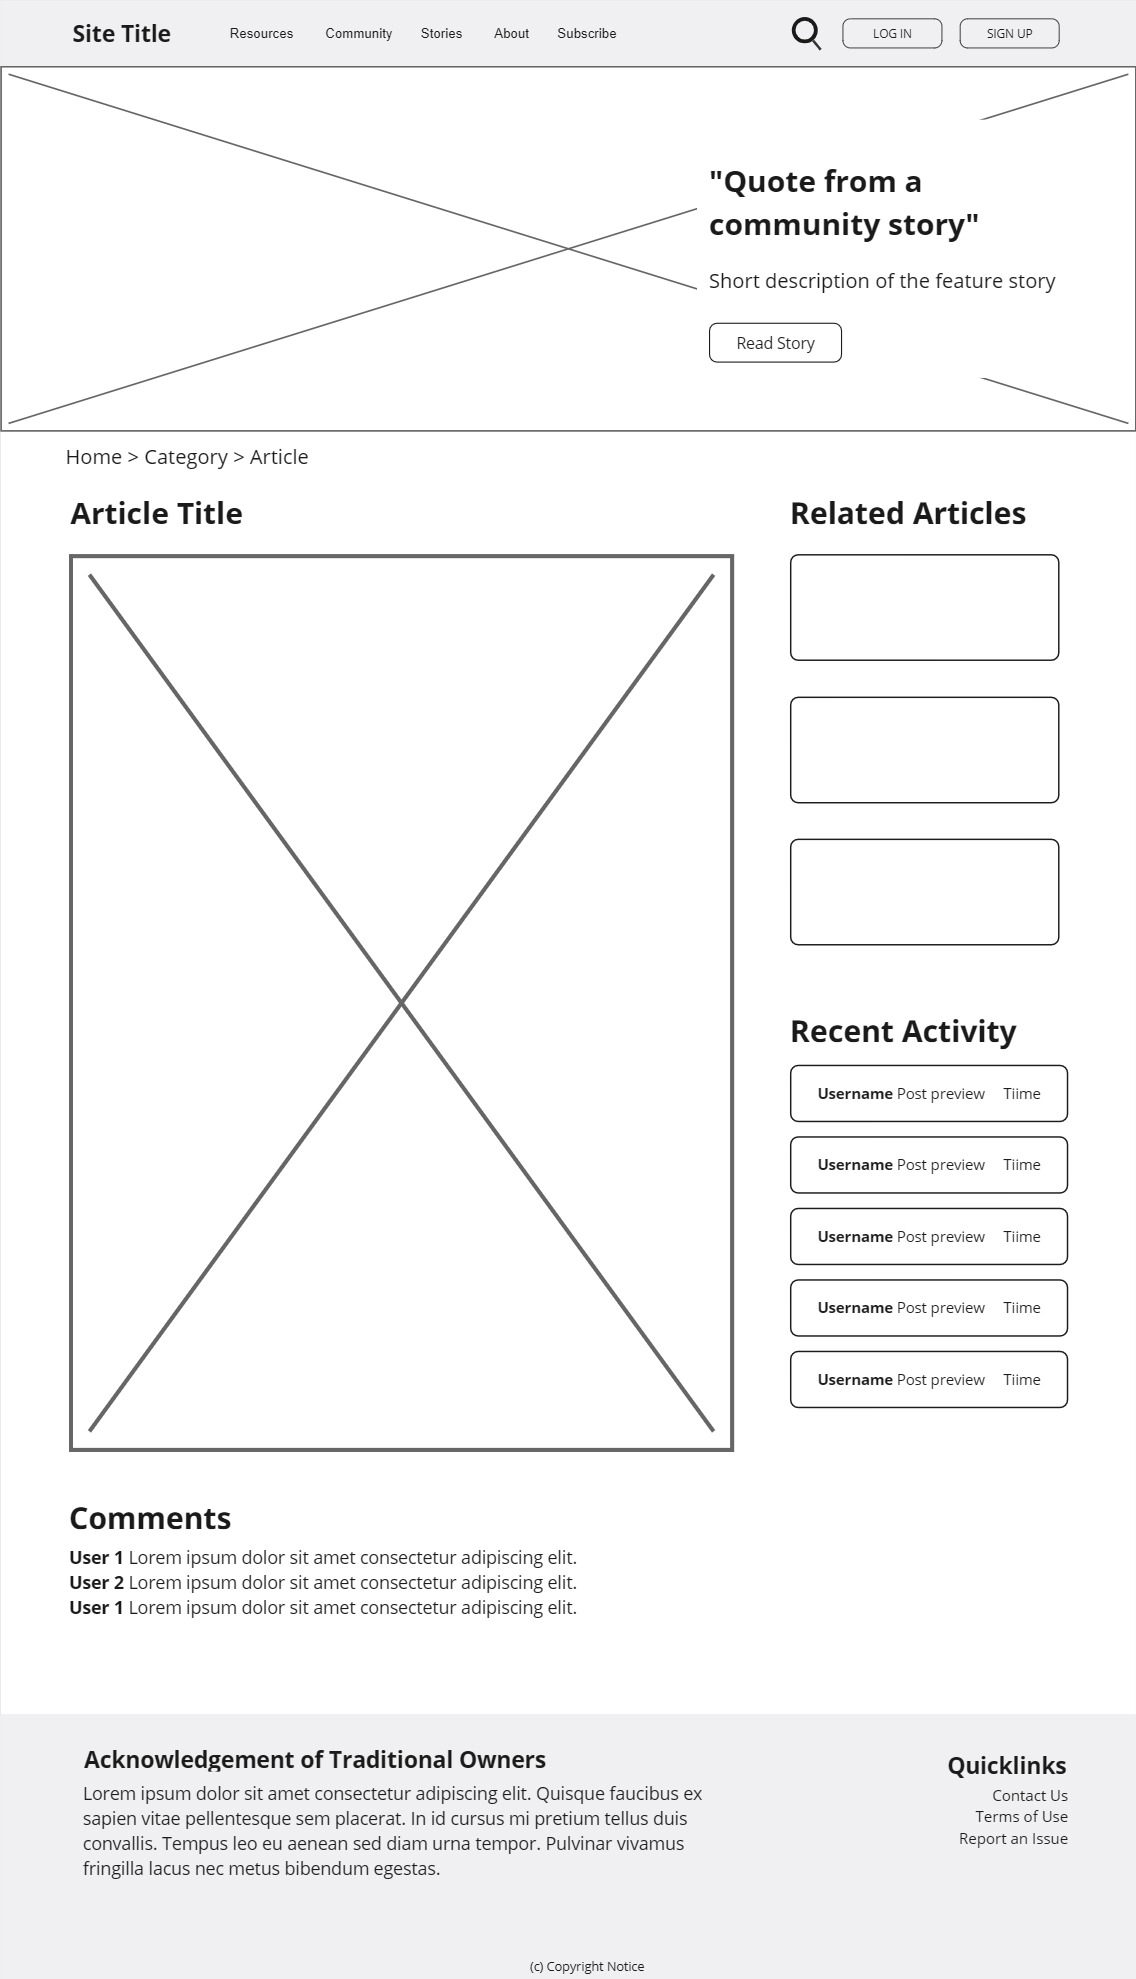 Site Title
Resources
Community
Stories
About
Subscribe
LOG IN
SIGN UP
"Quote from a
community story"
Short description of the feature story
Read Story
Home > Category > Article
Article Title
Related Articles
Recent Activity
Username Post preview Tiime
Username Post preview Tiime
Username Post preview Tiime
Username Post preview Tiime
Username Post preview Tiime
Comments
User 1 Lorem ipsum dolor sit amet consectetur adipiscing elit.
User 2 Lorem ipsum dolor sit amet consectetur adipiscing elit.
User 1 Lorem ipsum dolor sit amet consectetur adipiscing elit.
Acknowledgement of Traditional Owners
Lorem ipsum dolor sit amet consectetur adipiscing elit. Quisque faucibus ex
sapien vitae pellentesque sem placerat. In id cursus mi pretium tellus duis
convallis. Tempus leo eu aenean sed diam urna tempor. Pulvinar vivamus
fringilla lacus nec metus bibendum egestas.
Quicklinks
Contact Us
Terms of Use
Report an Issue
(c) Copyright Notice